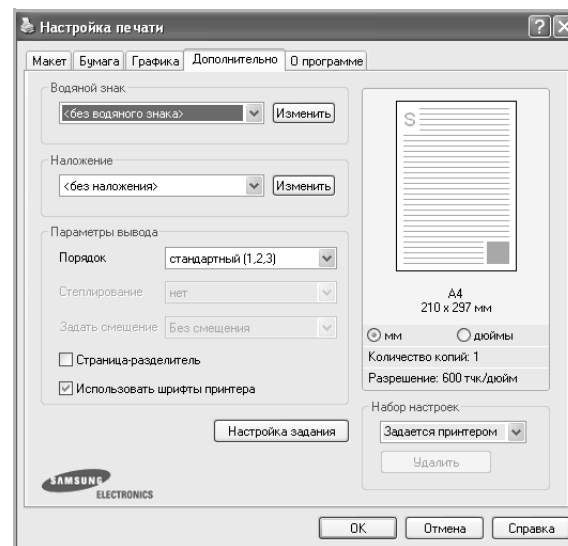 Настройка печати
Макет Бумага Графика Дополнительно О программе
Водяной знак
<без водяного знака> Изменить
Наложение
<без наложения> Изменить
Параметры вывода
Порядок стандартный (1,2,3)
Степлирование нет
Задать смещение Без смещения
Страница-разделитель
Использовать шрифты принтера
Настройка задания
SAMSUNG
ELECTRONICS
S
A4
210 x 297 мм
мм дюймы
Количество копий: 1
Разрешение: 600 тчк/дюйм
Набор настроек
Задается принтером
Удалить
OK Отмена Справка